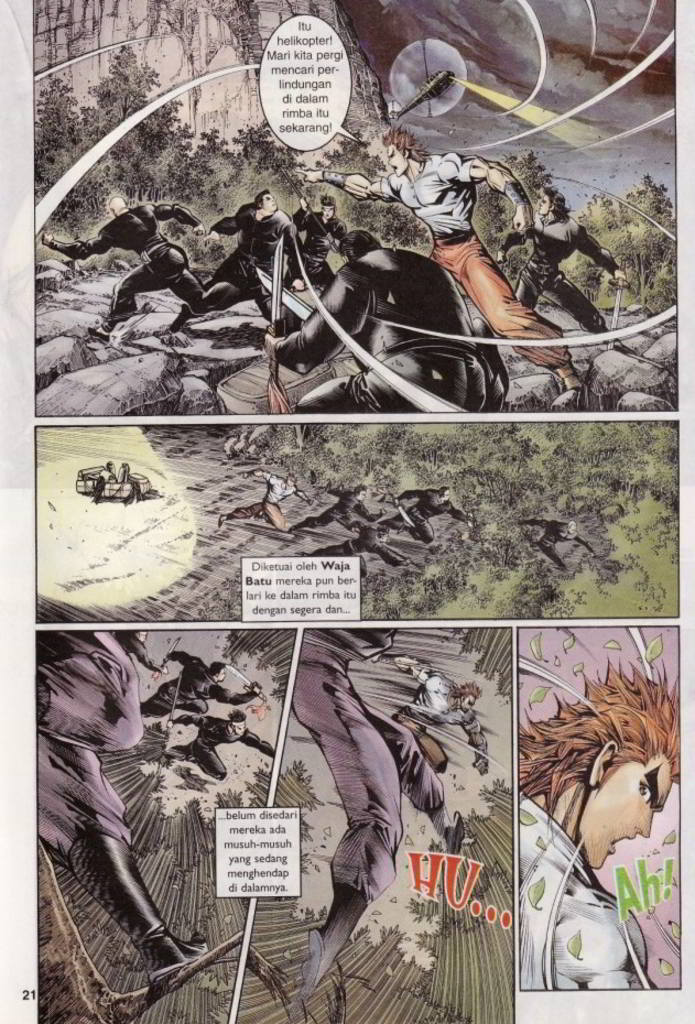 Itu
helikopter!
Mari kita pergi
mencari per-
lindungan
di dalam
rimba itu
sekarang!
Diketuai oleh Waja
Batu mereka pun ber-
lari ke dalam rimba itu
dengan segera dan...
...belum disedari
mereka ada
musuh-musuh
yang sedang
menghendap
di dalamnya.
HU...
Ah!
21